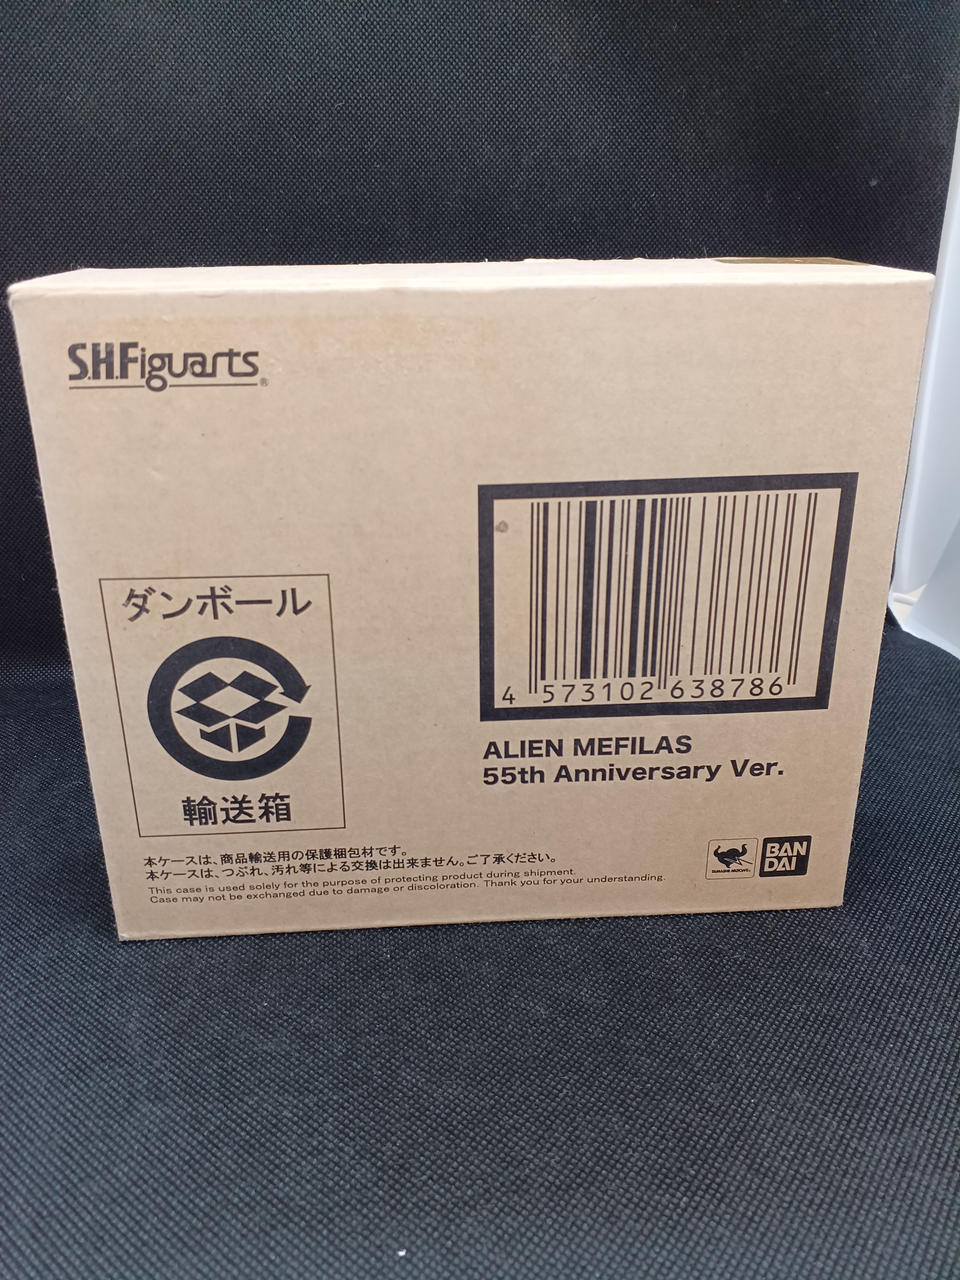 S.H.Figuarts®
4 573102 638786
ALIEN MEFILAS
55th Anniversary Ver.
ダンボール
輸送箱
本ケースは、商品輸送用の保護梱包材です。
本ケースは、つぶれ、汚れ等による交換は出来ません。ご了承ください。
This case is used solely for the purpose of protecting product during shipment.
Case may not be exchanged due to damage or discoloration. Thank you for your understanding.
TAMASHII NATIONS
BAN
DAI